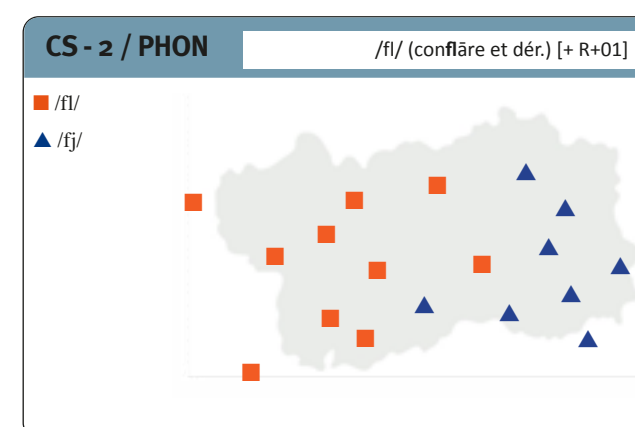 CS - 2 / PHON
/fl/ (conflāre et dér.) [+ R+01]
/fl/
/fj/